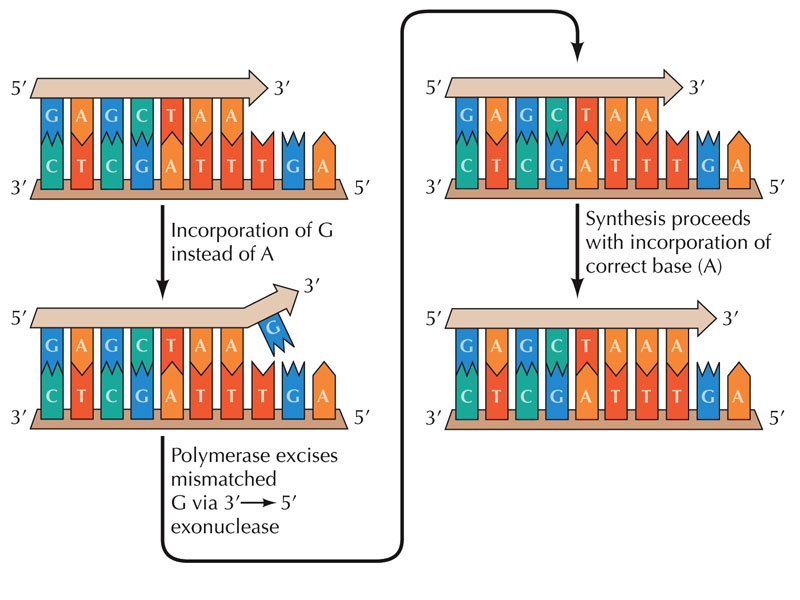 5′ 3′
G A G C T A A
C T C G A T T T G A
3′ 5′
Incorporation of G
instead of A
3′
5′
G A G C T A A G
C T C G A T T T G A
3′ 5′
Polymerase excises
mismatched
G via 3′→ 5′
exonuclease
5′ 3′
G A G C T A A
C T C G A T T T G A
3′ 5′
Synthesis proceeds
with incorporation of
correct base (A)
5′ 3′
G A G C T A A A
C T C G A T T T G A
3′ 5′